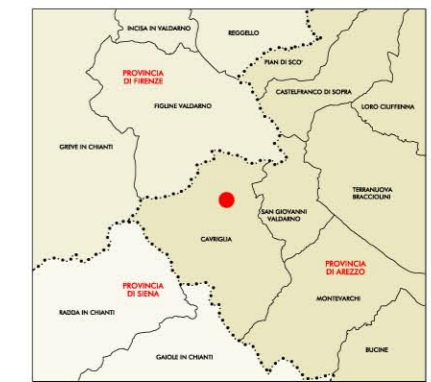 INCISA IN VALDARNO
REGGELLO
PIAN DI SCO'
PROVINCIA
DI FIRENZE
CASTELFRANCO DI SOPRA
LORO CIUFFENNA
FIGLINE VALDARNO
GREVE IN CHIANTI
TERRANUOVA
BRACCIOLINI
SAN GIOVANNI
VALDARNO
CAVRIGLIA
PROVINCIA
DI AREZZO
PROVINCIA
DI SIENA
MONTEVARCHI
RADDA IN CHIANTI
BUCINE
GAIOLE IN CHIANTI